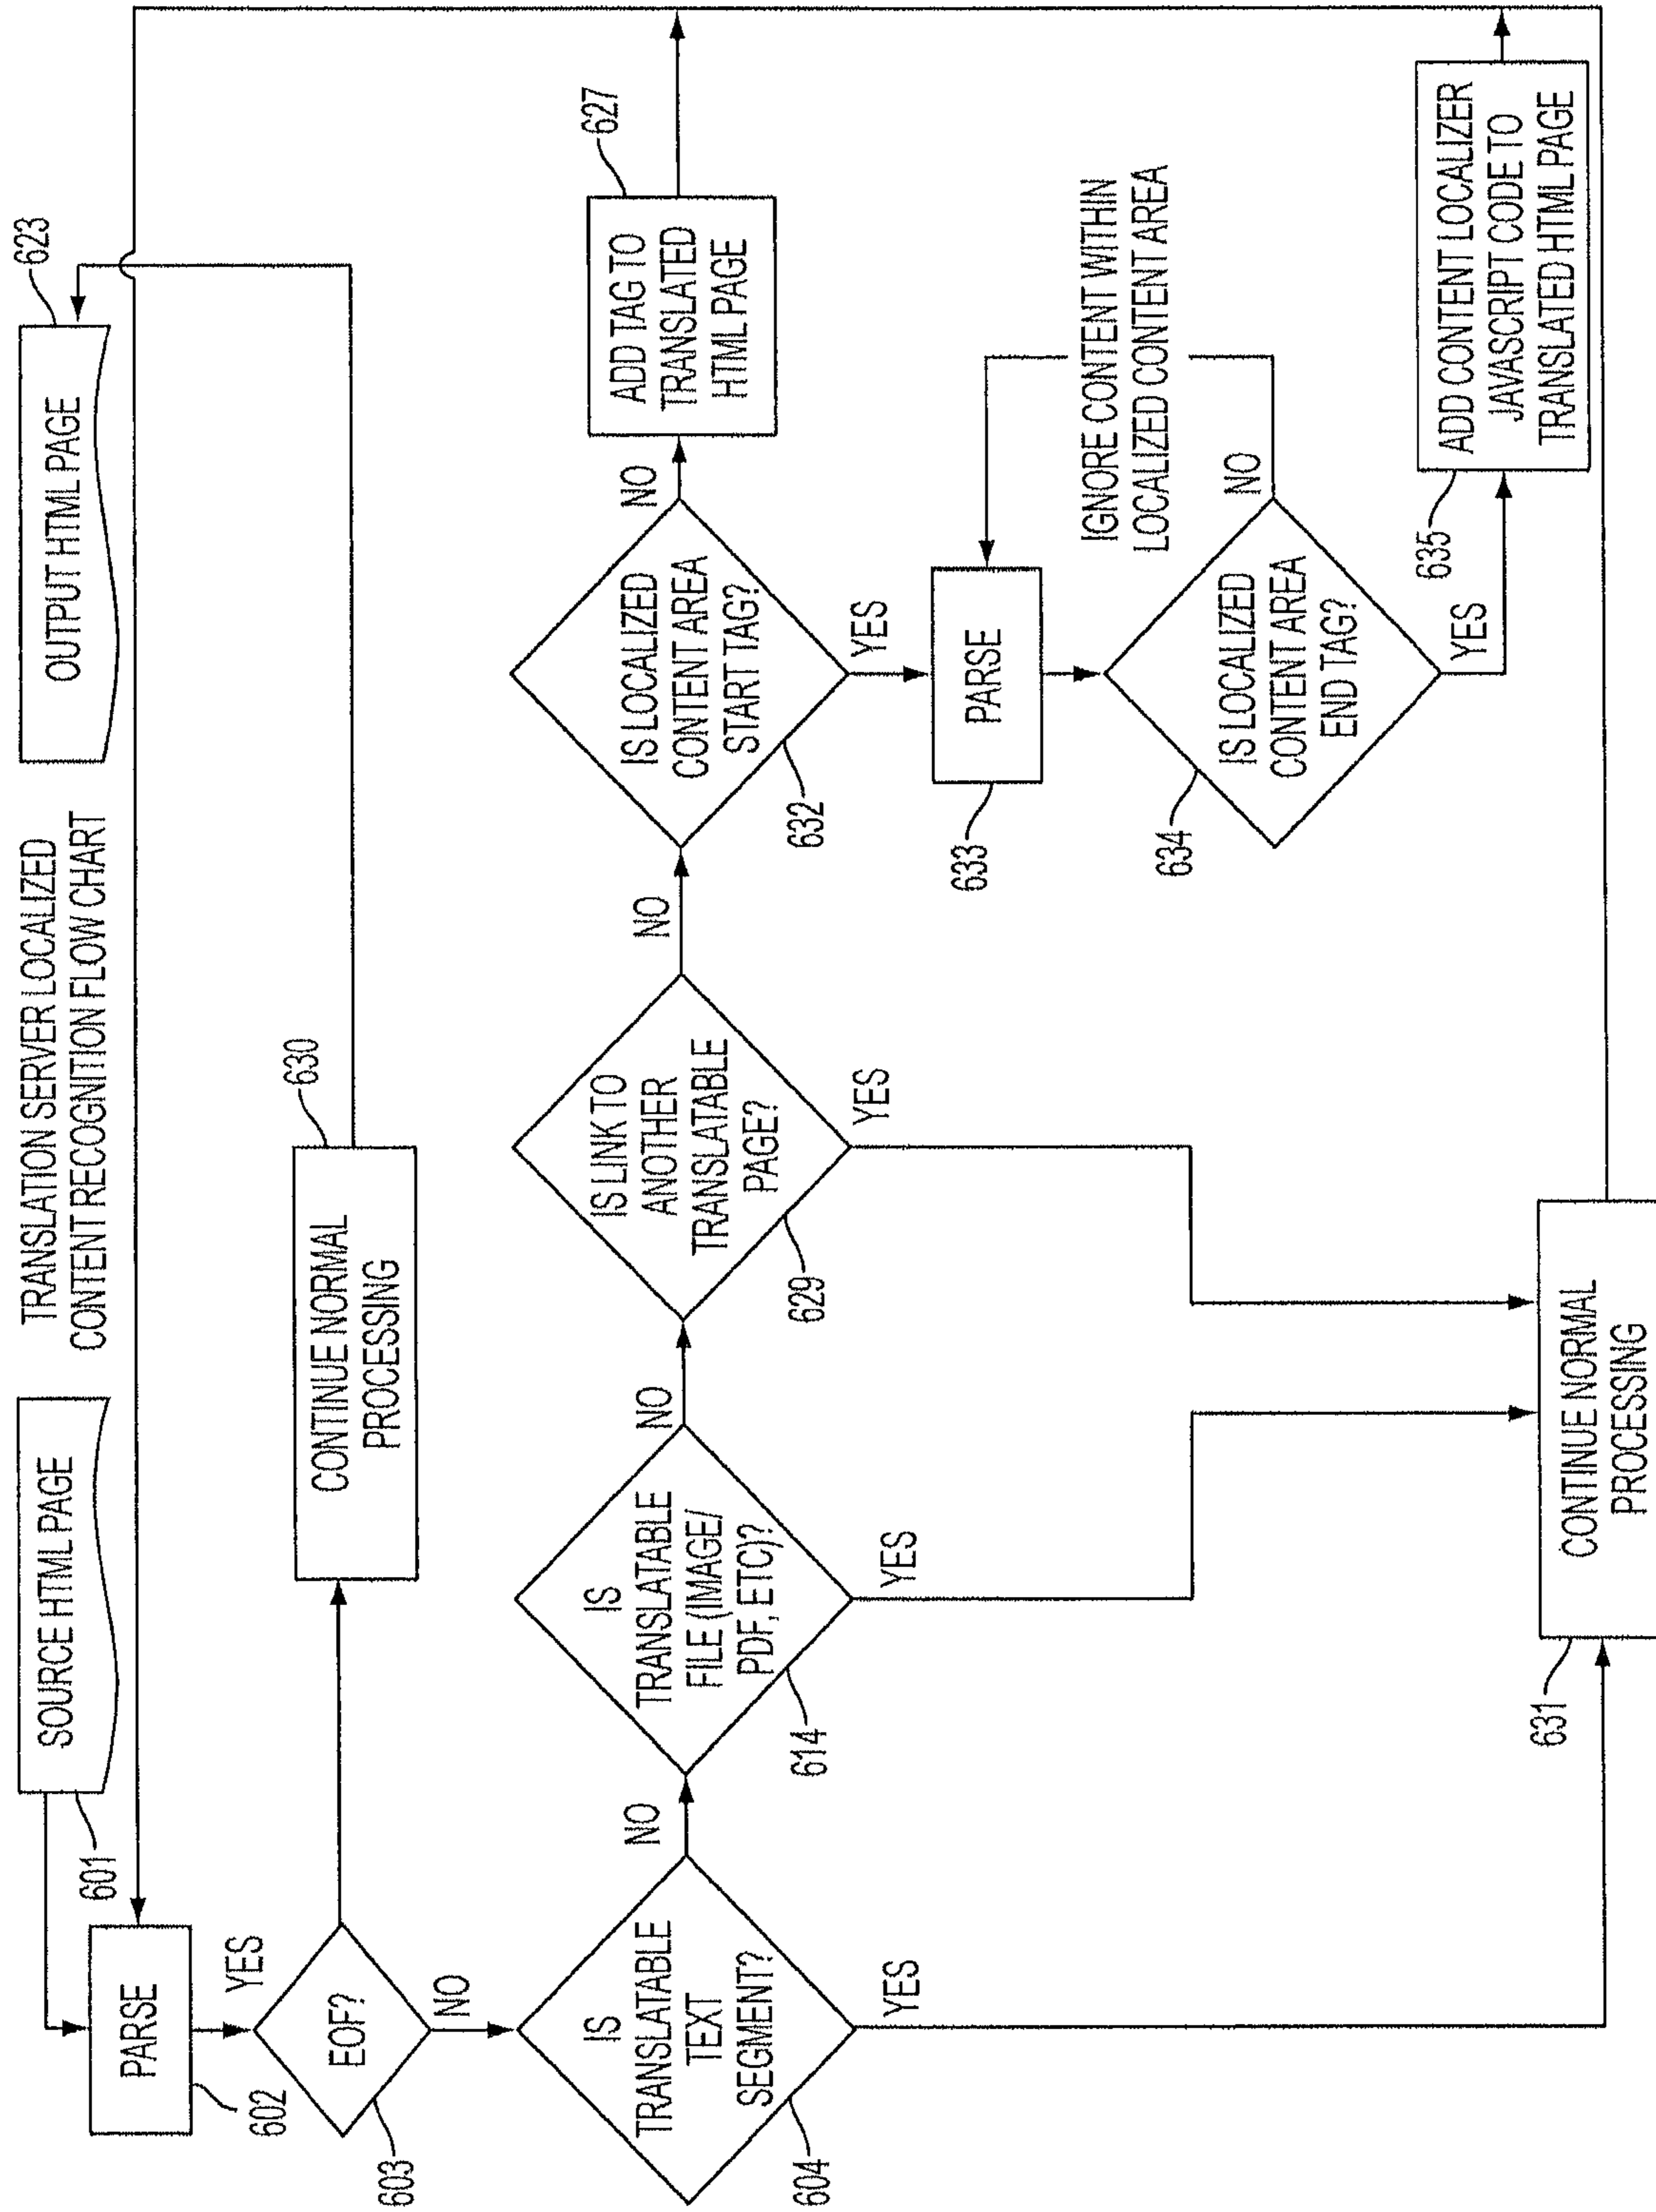 TRANSLATION SERVER LOCALIZED
CONTENT RECOGNITION FLOW CHART
SOURCE HTML PAGE
601
OUTPUT HTML PAGE
623
PARSE
602
YES
EOF?
603
NO
CONTINUE NORMAL
PROCESSING
630
IS
TRANSLATABLE
TEXT
SEGMENT?
604
NO
YES
IS
TRANSLATABLE
FILE (IMAGE/
PDF, ETC)?
614
NO
YES
IS LINK TO
ANOTHER
TRANSLATABLE
PAGE?
629
NO
YES
IS LOCALIZED
CONTENT AREA
START TAG?
632
NO
YES
ADD TAG TO
TRANSLATED
HTML PAGE
627
PARSE
633
IGNORE CONTENT WITHIN
LOCALIZED CONTENT AREA
IS LOCALIZED
CONTENT AREA
END TAG?
634
NO
YES
635
ADD CONTENT LOCALIZER
JAVASCRIPT CODE TO
TRANSLATED HTML PAGE
CONTINUE NORMAL
PROCESSING
631